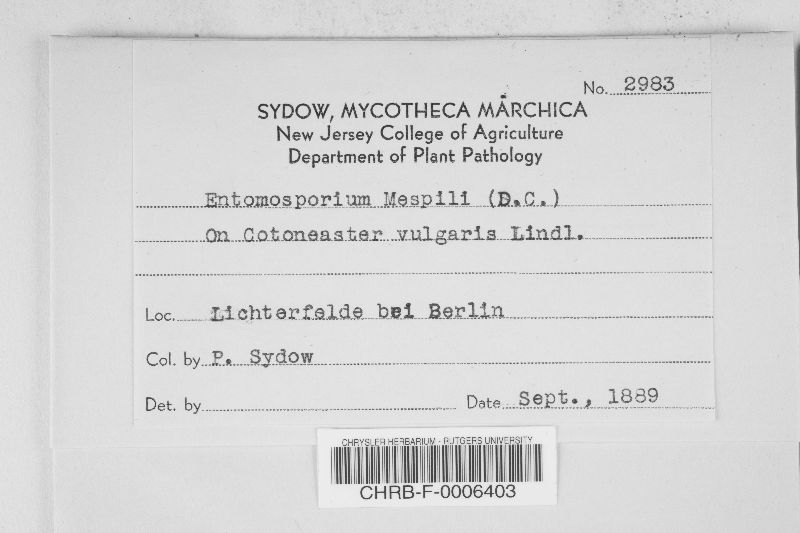 No. 2983
SYDOW, MYCOTHECA MARCHICA
New Jersey College of Agriculture
Department of Plant Pathology
Entomosporium Mespili (D.C.)
On Cotoneaster vulgaris Lindl.
Loc. Lichterfelde bei Berlin
Col. by P. Sydow
Det. by
Date Sept., 1889
CHRYSLER HERBARIUM - RUTGERS UNIVERSITY
CHRB-F-0006403